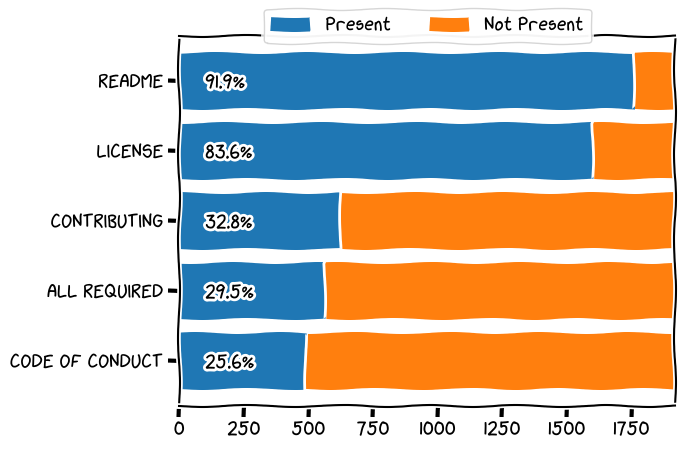 Present Not Present
README 91.9%
LICENSE 83.6%
CONTRIBUTING 32.8%
ALL REQUIRED 29.5%
CODE OF CONDUCT 25.6%
0 250 500 750 1000 1250 1500 1750